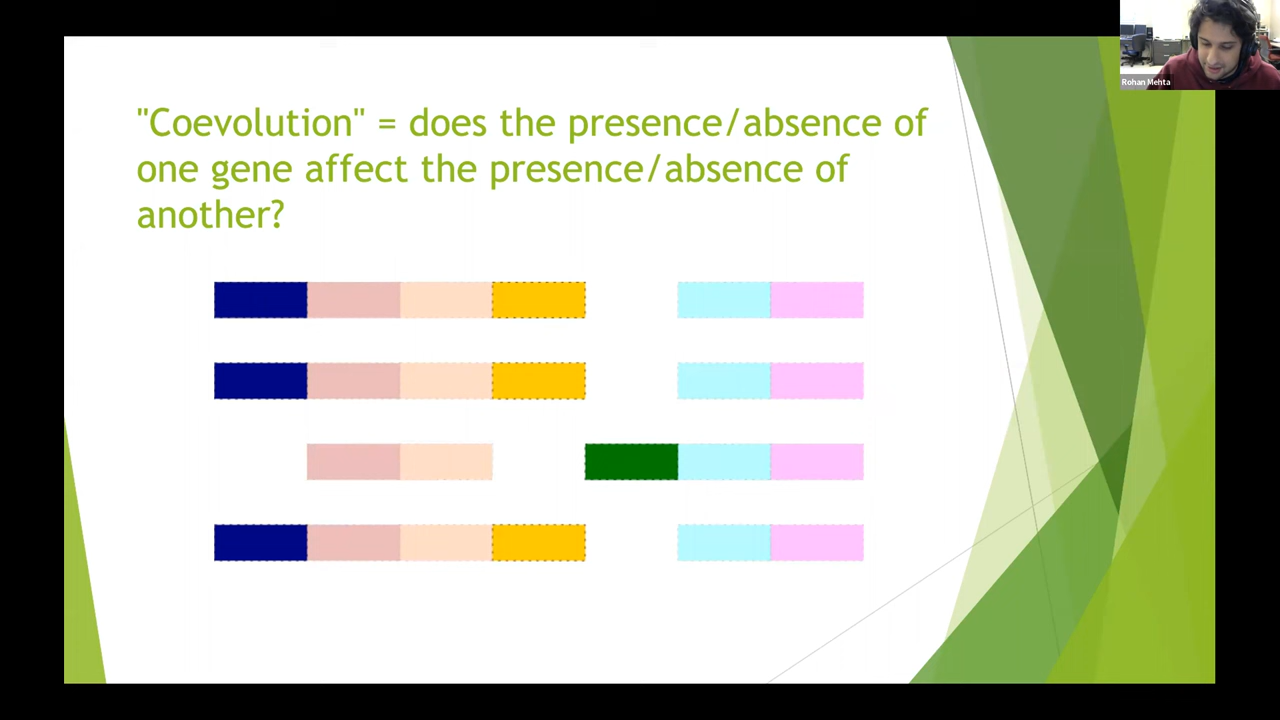 "Coevolution" = does the presence/absence of
one gene affect the presence/absence of
another?
Rohan Mehta